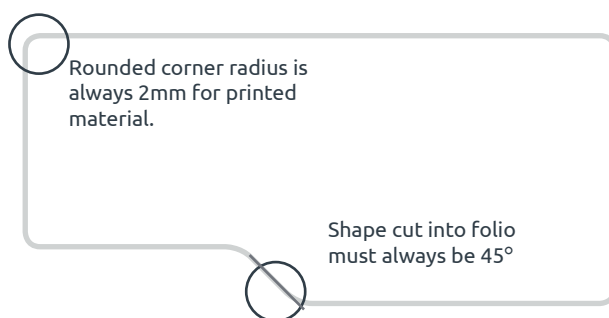 Rounded corner radius is
always 2mm for printed
material.
Shape cut into folio
must always be 45°